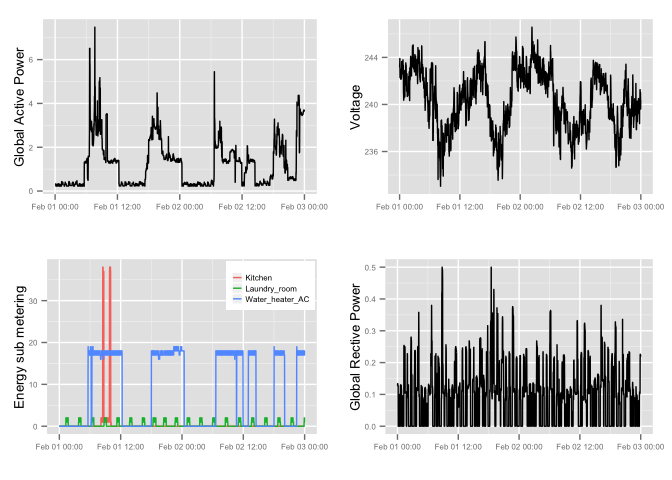 Global Active Power
6
4
2
0
Feb 01 00:00 Feb 01 12:00 Feb 02 00:00 Feb 02 12:00 Feb 03 00:00
Voltage
244
240
236
Feb 01 00:00 Feb 01 12:00 Feb 02 00:00 Feb 02 12:00 Feb 03 00:00
Energy sub metering
30
20
10
0
Kitchen
Laundry_room
Water_heater_AC
Feb 01 00:00 Feb 01 12:00 Feb 02 00:00 Feb 02 12:00 Feb 03 00:00
Global Rective Power
0.5
0.4
0.3
0.2
0.1
0.0
Feb 01 00:00 Feb 01 12:00 Feb 02 00:00 Feb 02 12:00 Feb 03 00:00